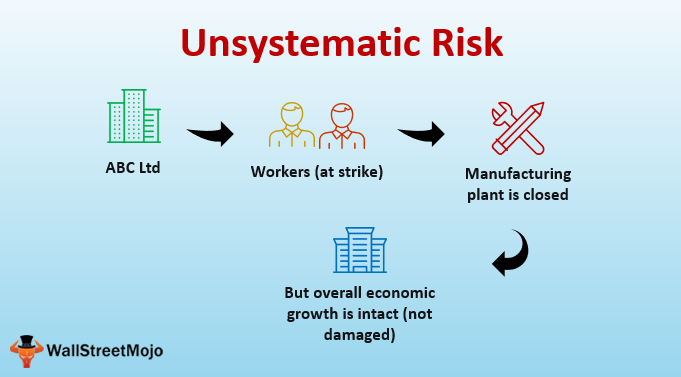 Unsystematic Risk
ABC Ltd
Workers (at strike)
Manufacturing
plant is closed
But overall economic
growth is intact (not
damaged)
WallStreetMojo